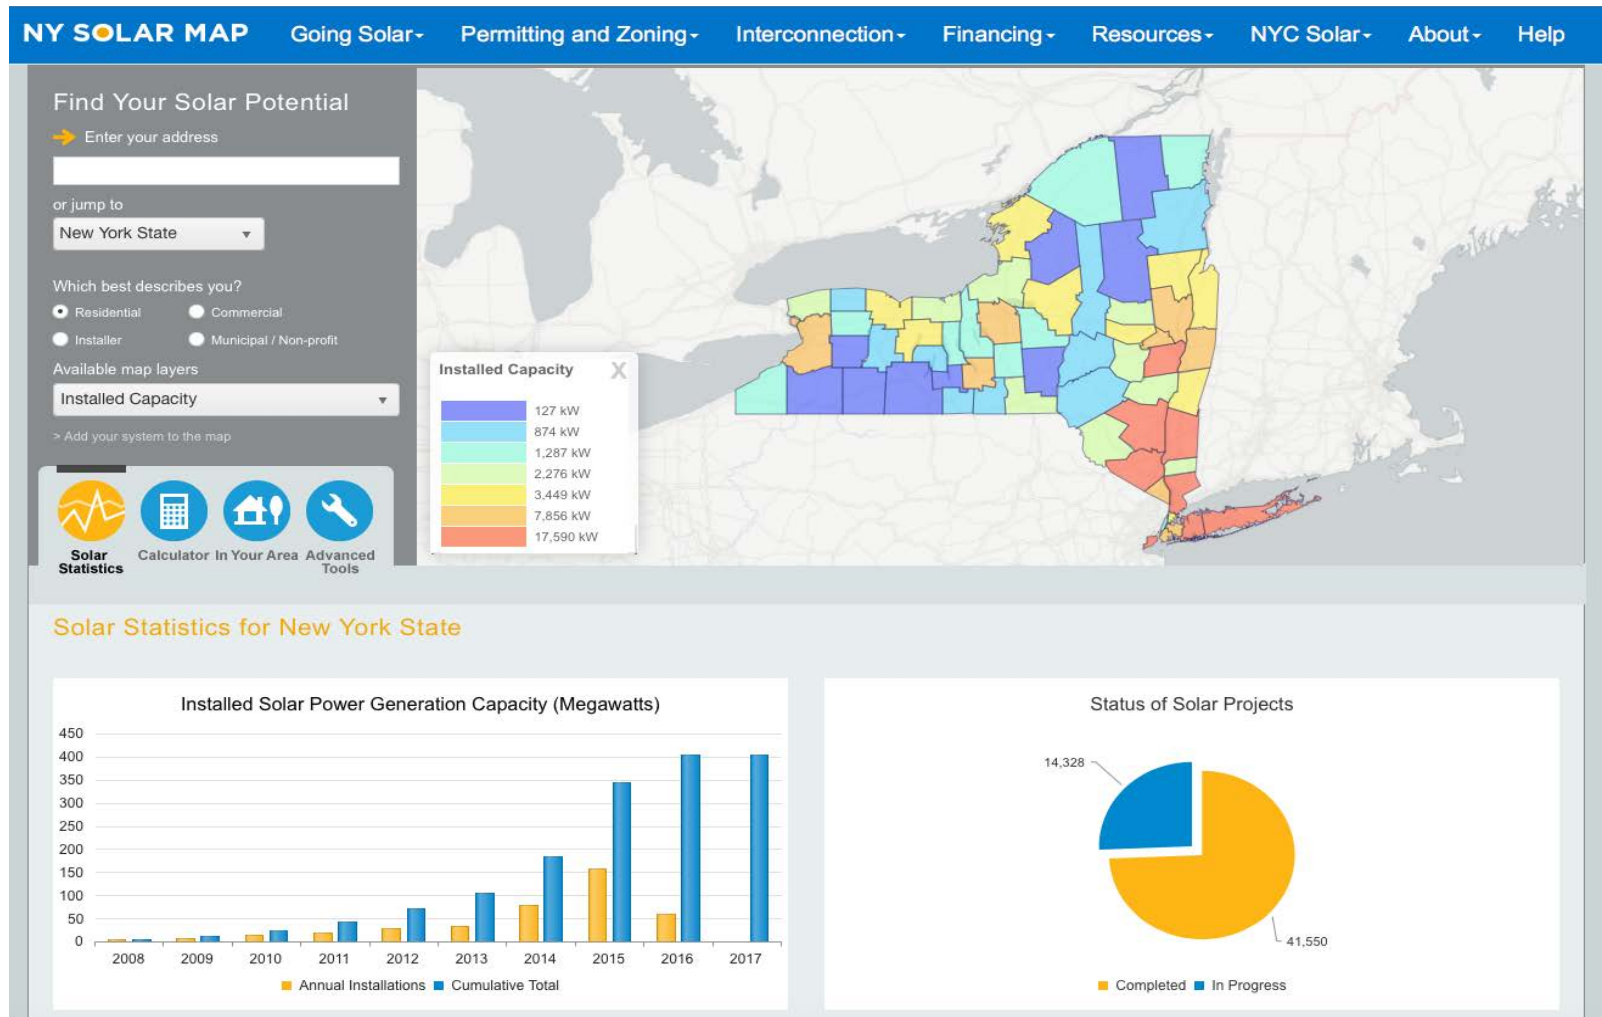 NY SOLAR MAP
Going Solar
Permitting and Zoning
Interconnection
Financing
Resources
NYC Solar
About
Help
Find Your Solar Potential
Enter your address
or jump to
New York State
Which best describes you?
Residential
Commercial
Installer
Municipal / Non-profit
Available map layers
Installed Capacity
> Add your system to the map
Solar
Statistics
Calculator
In Your Area
Advanced
Tools
Installed Capacity
X
127 kW
874 kW
1,287 kW
2,276 kW
3,449 kW
7,856 kW
17,590 kW
Solar Statistics for New York State
Installed Solar Power Generation Capacity (Megawatts)
450
400
350
300
250
200
150
100
50
0
2008
2009
2010
2011
2012
2013
2014
2015
2016
2017
Annual Installations
Cumulative Total
Status of Solar Projects
14,328
41,550
Completed
In Progress